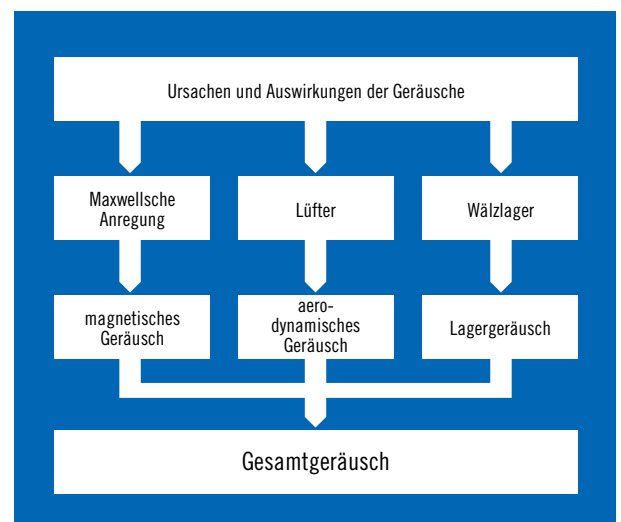 Ursachen und Auswirkungen der Geräusche
Maxwellsche
Anregung
Lüfter
Wälzlager
magnetisches
Geräusch
aero-
dynamisches
Geräusch
Lagergeräusch
Gesamtgeräusch